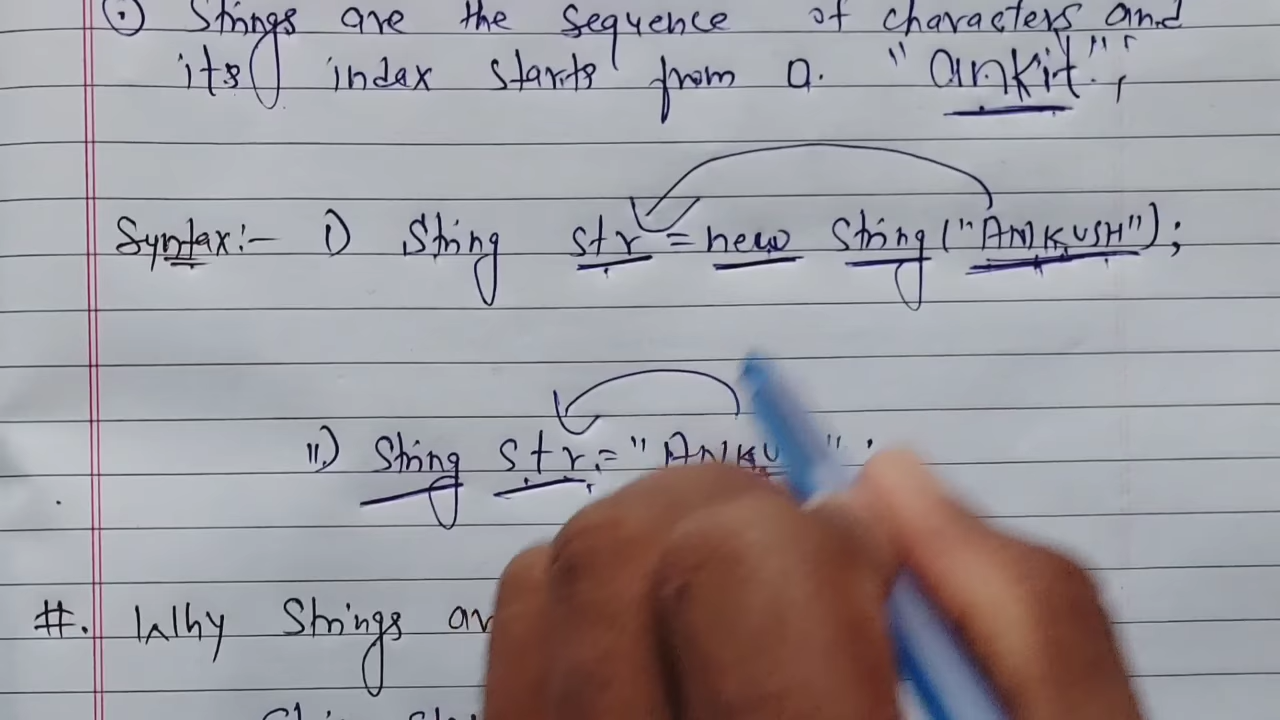 Strings are the sequence of characters and
its index starts from 0. "ankit";
Syntax:- i) String str = new String("ANKUSH");
ii) String str = "ANKU " ;
#. Why Strings